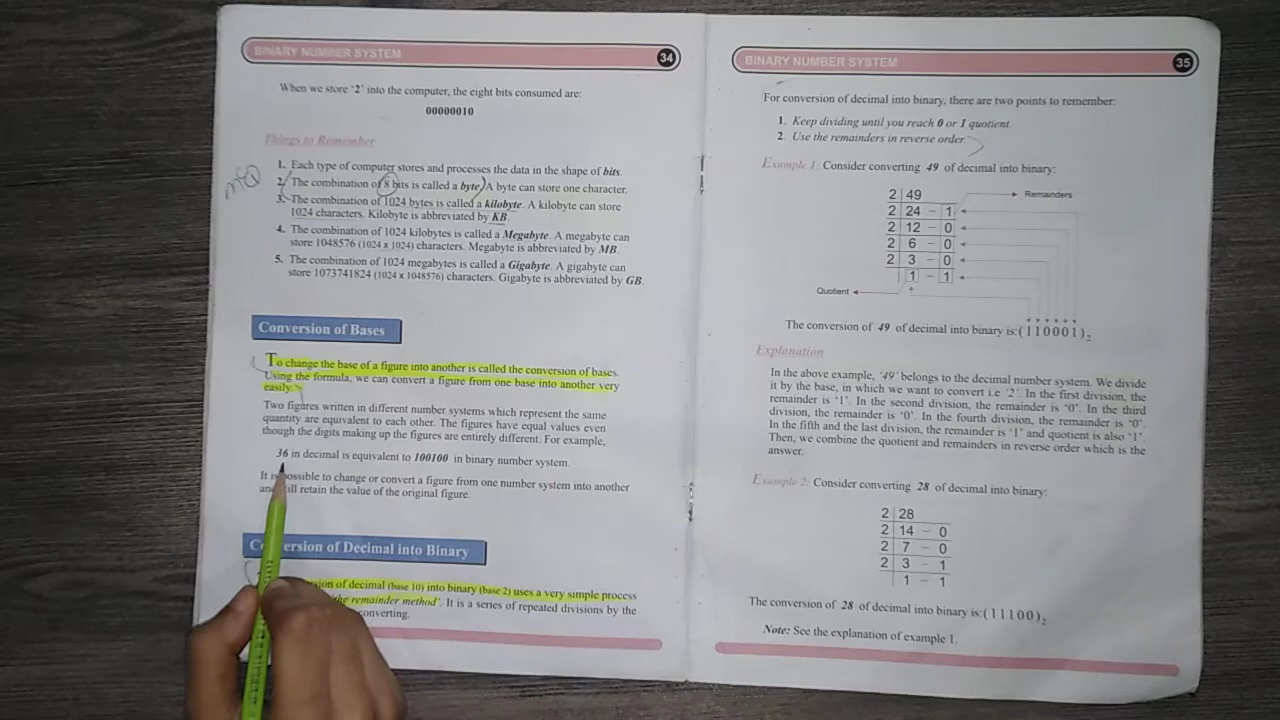 BINARY NUMBER SYSTEM 34
When we store '2' into the computer, the eight bits consumed are:
00000010
Things to Remember
1. Each type of computer stores and processes the data in the shape of bits.
MCQ
2. The combination of 8 bits is called a byte. A byte can store one character.
3. The combination of 1024 bytes is called a kilobyte. A kilobyte can store
1024 characters. Kilobyte is abbreviated by KB.
4. The combination of 1024 kilobytes is called a Megabyte. A megabyte can
store 1048576 (1024 x 1024) characters. Megabyte is abbreviated by MB.
5. The combination of 1024 megabytes is called a Gigabyte. A gigabyte can
store 1073741824 (1024 x 1048576) characters. Gigabyte is abbreviated by GB.
Conversion of Bases
To change the base of a figure into another is called the conversion of bases.
Using the formula, we can convert a figure from one base into another very
easily.
Two figures written in different number systems which represent the same
quantity are equivalent to each other. The figures have equal values even
though the digits making up the figures are entirely different. For example,
36 in decimal is equivalent to 100100 in binary number system.
It is possible to change or convert a figure from one number system into another
and will retain the value of the original figure.
Conversion of Decimal into Binary
of decimal (base 10) into binary (base 2) uses a very simple process
the remainder method'. It is a series of repeated divisions by the
converting.
BINARY NUMBER SYSTEM 35
For conversion of decimal into binary, there are two points to remember:
1. Keep dividing until you reach 0 or 1 quotient.
2. Use the remainders in reverse order.
Example 1: Consider converting 49 of decimal into binary:
2 49
Remainders
2 24 – 1
2 12 – 0
2 6 – 0
2 3 – 0
1 – 1
Quotient
The conversion of 49 of decimal into binary is:(110001)2
Explanation
In the above example, '49' belongs to the decimal number system. We divide
it by the base, in which we want to convert i.e '2'. In the first division, the
remainder is '1'. In the second division, the remainder is '0'. In the third
division, the remainder is '0'. In the fourth division, the remainder is '0'.
In the fifth and the last division, the remainder is '1' and quotient is also '1'.
Then, we combine the quotient and remainders in reverse order which is the
answer.
Example 2: Consider converting 28 of decimal into binary:
2 28
2 14 – 0
2 7 – 0
2 3 – 1
1 – 1
The conversion of 28 of decimal into binary is:(11100)2
Note: See the explanation of example 1.